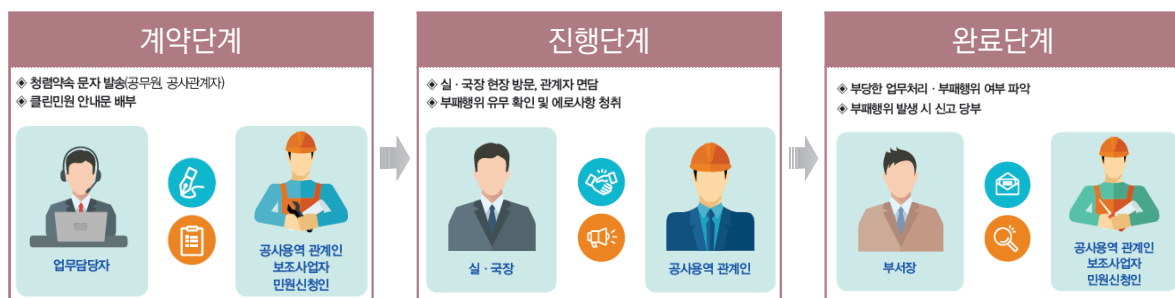 계약단계
◈ 청렴약속 문자 발송(공무원, 공사관계자)
◈ 클린민원 안내문 배부
업무담당자
공사용역 관계인
보조사업자
민원신청인
진행단계
◈ 실 · 국장 현장 방문, 관계자 면담
◈ 부패행위 유무 확인 및 애로사항 청취
실 · 국장
공사용역 관계인
완료단계
◈ 부당한 업무처리 · 부패행위 여부 파악
◈ 부패행위 발생 시 신고 당부
부서장
공사용역 관계인
보조사업자
민원신청인